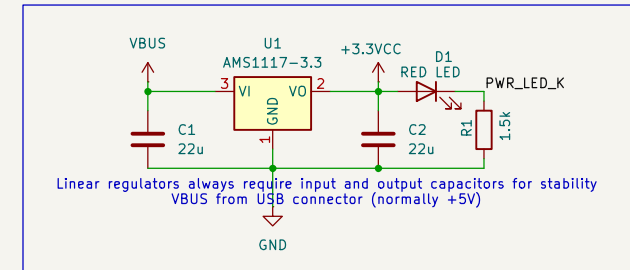 VBUS
U1
AMS1117-3.3
+3.3VCC
D1
RED LED
PWR_LED_K
3
VI
VO
2
GND
1
C1
22u
C2
22u
R1
1.5k
Linear regulators always require input and output capacitors for stability
VBUS from USB connector (normally +5V)
GND